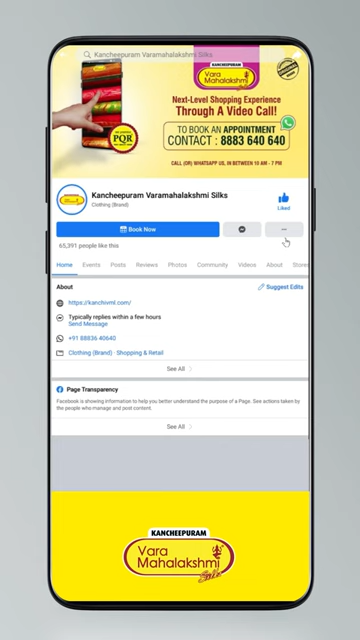 Kancheepuram Varamahalakshmi Silks
KANCHEEPURAM
Vara
Mahalakshmi
Next-Level Shopping Experience
Through A Video Call!
TO BOOK AN APPOINTMENT
CONTACT : 8883 640 640
PQR
CALL (OR) WHATSAPP US, IN BETWEEN 10 AM - 7 PM
Kancheepuram Varamahalakshmi Silks
Clothing (Brand)
Liked
Book Now
65,391 people like this
Home Events Posts Reviews Photos Community Videos About Stores
About
Suggest Edits
https://kanchivml.com/
Typically replies within a few hours
Send Message
+91 88836 40640
Clothing (Brand) · Shopping & Retail
See All
Page Transparency
Facebook is showing information to help you better understand the purpose of a Page. See actions taken by
the people who manage and post content.
See All
KANCHEEPURAM
Vara
Mahalakshmi
Silks